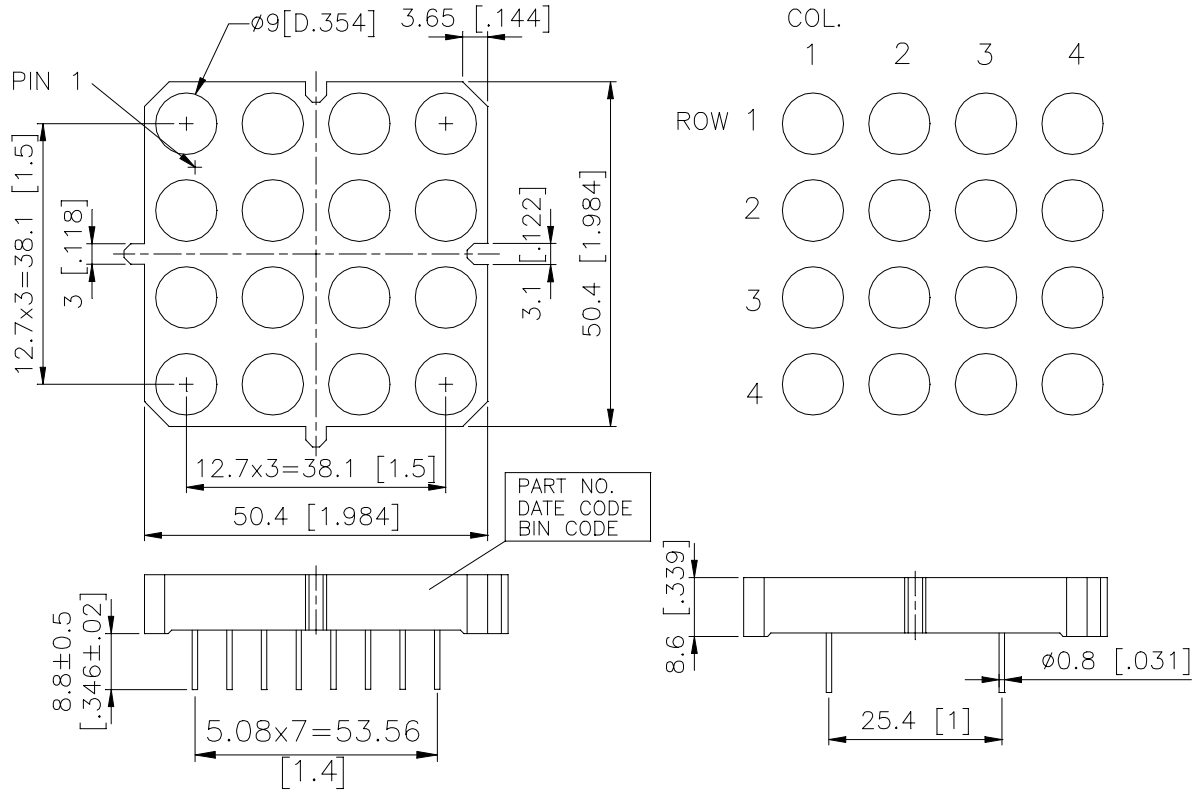 ø9[D.354]
3.65 [.144]
PIN 1
12.7x3=38.1 [1.5]
3 [.118]
3.1 [.122]
50.4 [1.984]
12.7x3=38.1 [1.5]
50.4 [1.984]
COL.
1 2 3 4
ROW 1
2
3
4
PART NO.
DATE CODE
BIN CODE
8.8±0.5
[.346±.02]
5.08x7=53.56
[1.4]
8.6 [.339]
ø0.8 [.031]
25.4 [1]